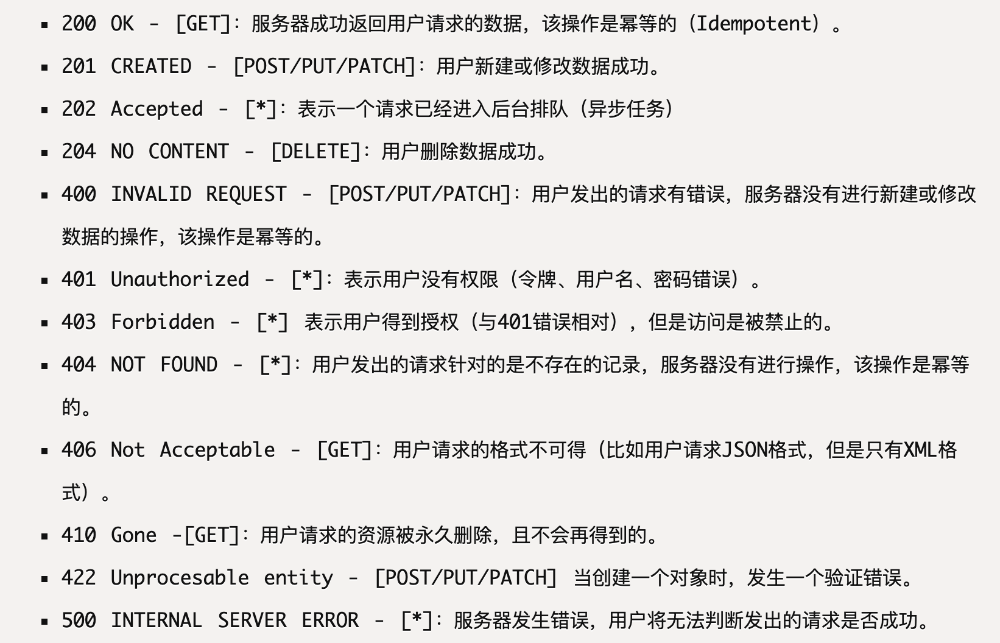 ▪ 200 OK - [GET]：服务器成功返回用户请求的数据，该操作是幂等的（Idempotent）。
▪ 201 CREATED - [POST/PUT/PATCH]：用户新建或修改数据成功。
▪ 202 Accepted - [*]：表示一个请求已经进入后台排队（异步任务）
▪ 204 NO CONTENT - [DELETE]：用户删除数据成功。
▪ 400 INVALID REQUEST - [POST/PUT/PATCH]：用户发出的请求有错误，服务器没有进行新建或修改
数据的操作，该操作是幂等的。
▪ 401 Unauthorized - [*]：表示用户没有权限（令牌、用户名、密码错误）。
▪ 403 Forbidden - [*] 表示用户得到授权（与401错误相对），但是访问是被禁止的。
▪ 404 NOT FOUND - [*]：用户发出的请求针对的是不存在的记录，服务器没有进行操作，该操作是幂等
的。
▪ 406 Not Acceptable - [GET]：用户请求的格式不可得（比如用户请求JSON格式，但是只有XML格
式）。
▪ 410 Gone -[GET]：用户请求的资源被永久删除，且不会再得到的。
▪ 422 Unprocesable entity - [POST/PUT/PATCH] 当创建一个对象时，发生一个验证错误。
▪ 500 INTERNAL SERVER ERROR - [*]：服务器发生错误，用户将无法判断发出的请求是否成功。